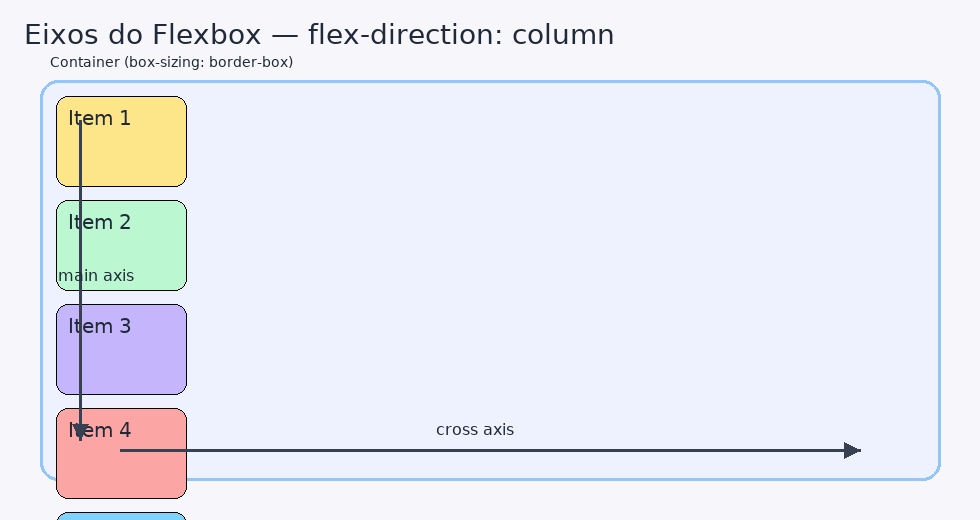 Eixos do Flexbox — flex-direction: column
Container (box-sizing: border-box)
Item 1
Item 2
main axis
Item 3
Item 4
cross axis